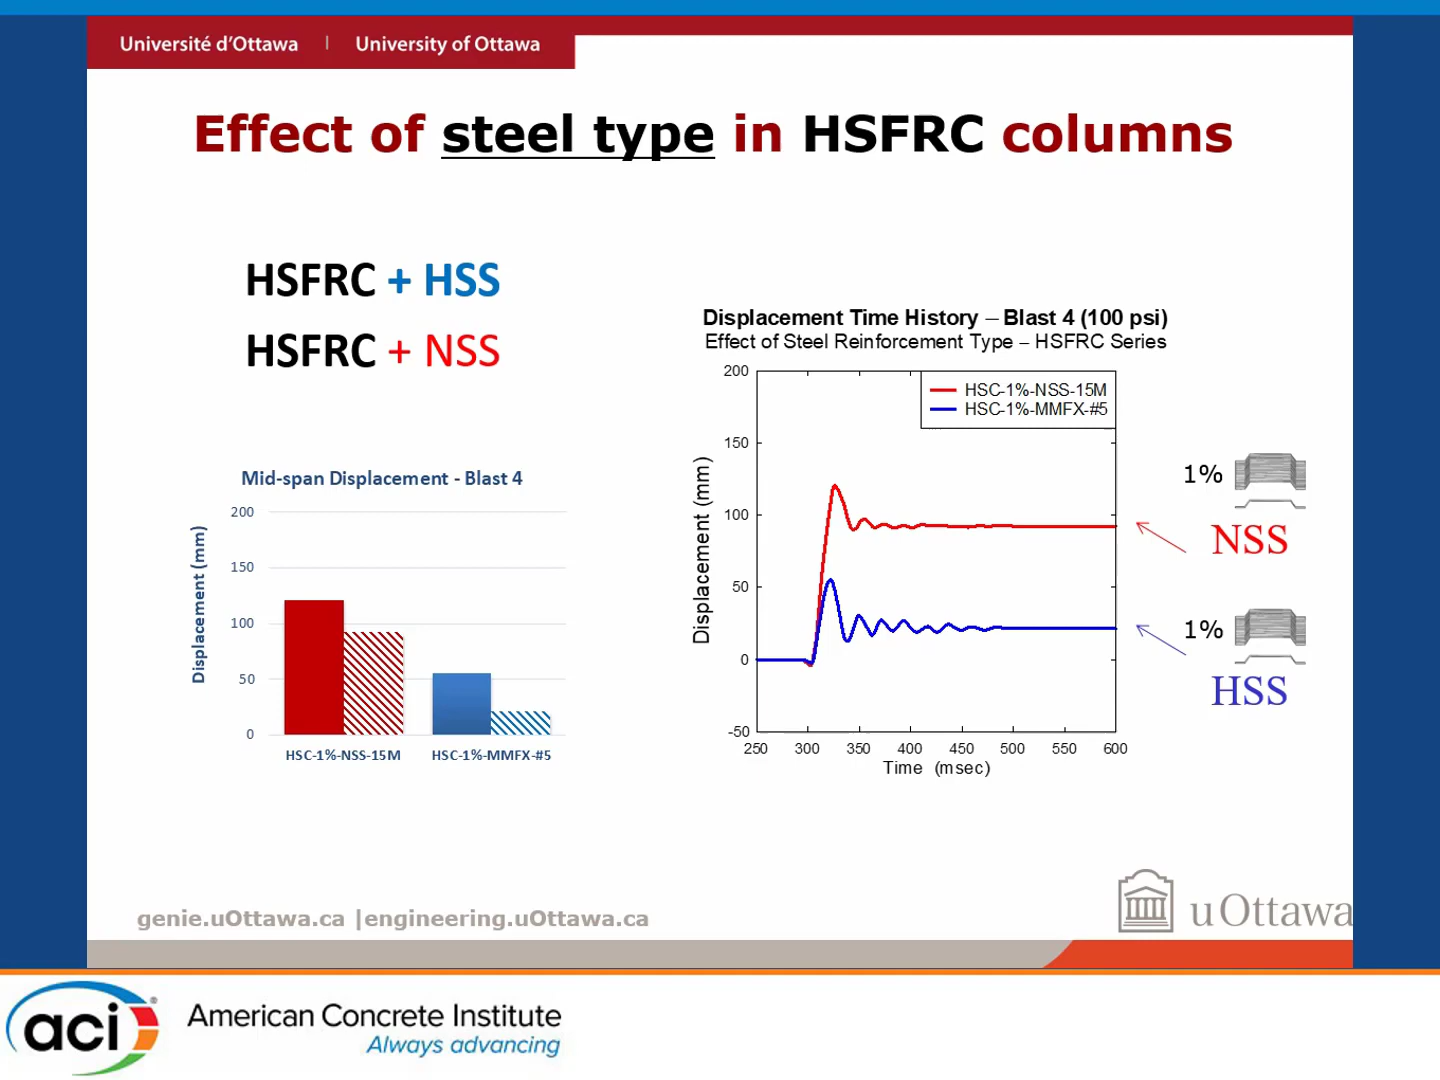 Université d'Ottawa | University of Ottawa
Effect of steel type in HSFRC columns
HSFRC + HSS
HSFRC + NSS
Mid-span Displacement - Blast 4
Displacement (mm)
200
150
100
50
0
HSC-1%-NSS-15M HSC-1%-MMFX-#5
Displacement Time History – Blast 4 (100 psi)
Effect of Steel Reinforcement Type – HSFRC Series
HSC-1%-NSS-15M
HSC-1%-MMFX-#5
Displacement (mm)
200
150
100
50
0
-50
250 300 350 400 450 500 550 600
Time (msec)
1%
NSS
1%
HSS
genie.uOttawa.ca |engineering.uOttawa.ca
uOttawa
aci®
American Concrete Institute
Always advancing